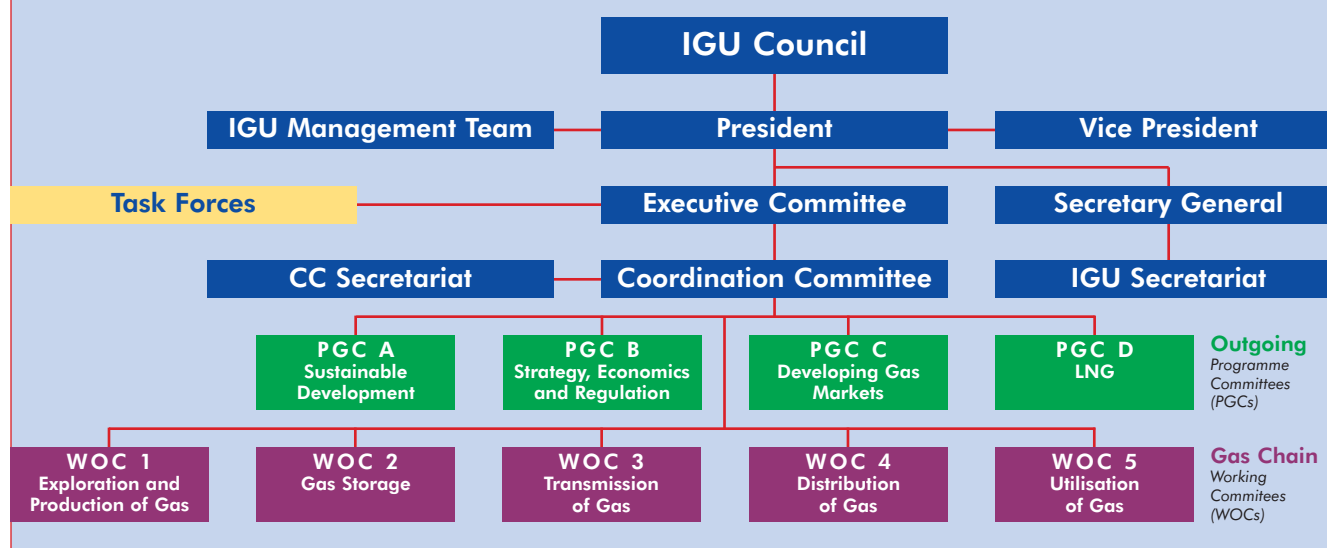 IGU Council
IGU Management Team
President
Vice President
Task Forces
Executive Committee
Secretary General
CC Secretariat
Coordination Committee
IGU Secretariat
PGC A
Sustainable
Development
PGC B
Strategy, Economics
and Regulation
PGC C
Developing Gas
Markets
PGC D
LNG
Outgoing
Programme
Committees
(PGCs)
WOC 1
Exploration and
Production of Gas
WOC 2
Gas Storage
WOC 3
Transmission
of Gas
WOC 4
Distribution
of Gas
WOC 5
Utilisation
of Gas
Gas Chain
Working
Commitees
(WOCs)